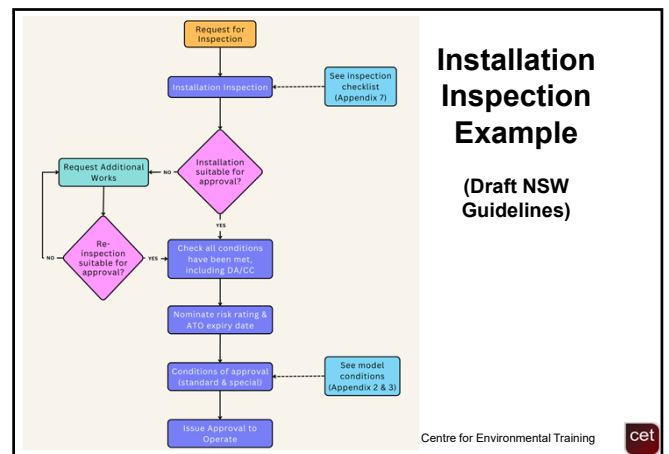 Request for
Inspection
Installation Inspection
See inspection
checklist
(Appendix 7)
Installation
suitable for
approval?
NO
Request Additional
Works
YES
Re-
inspection
suitable for
approval?
NO
YES
Check all conditions
have been met,
including DA/CC
Nominate risk rating &
ATO expiry date
Conditions of approval
(standard & special)
See model
conditions
(Appendix 2 & 3)
Issue Approval to
Operate
Installation
Inspection
Example
(Draft NSW
Guidelines)
Centre for Environmental Training
cet